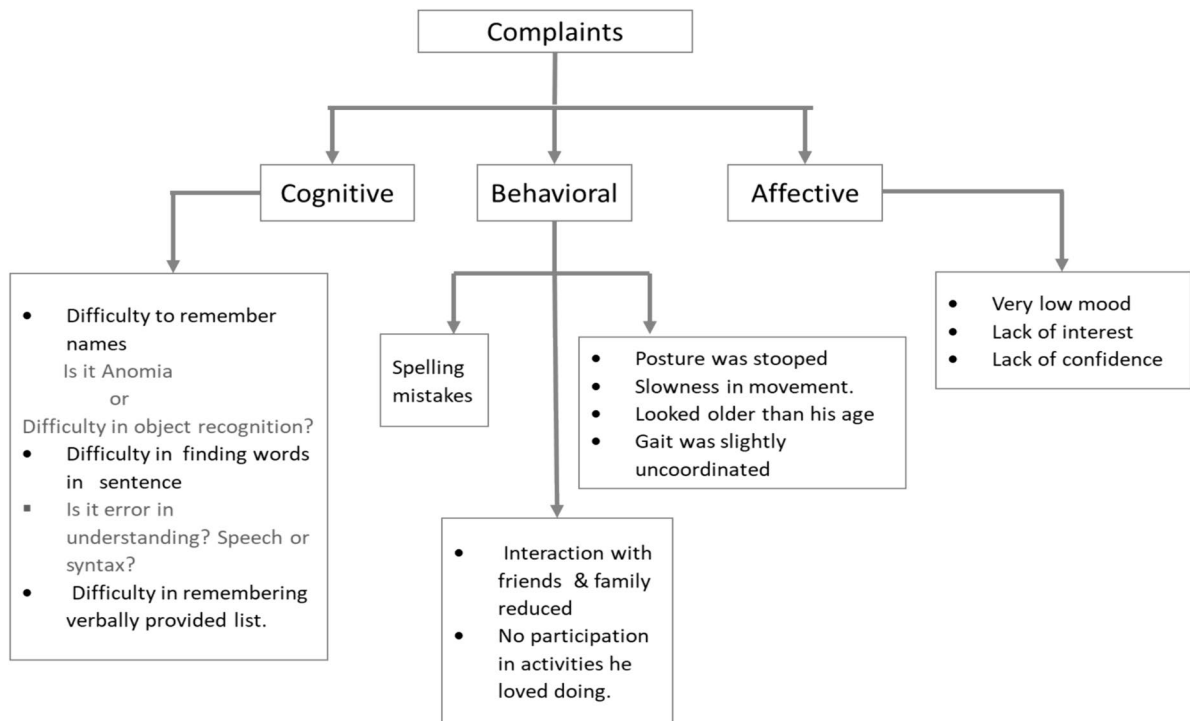 Complaints
Cognitive
Behavioral
Affective
• Difficulty to remember
names
Is it Anomia
or
Difficulty in object recognition?
• Difficulty in finding words
in sentence
▪ Is it error in
understanding? Speech or
syntax?
• Difficulty in remembering
verbally provided list.
Spelling
mistakes
• Posture was stooped
• Slowness in movement.
• Looked older than his age
• Gait was slightly
uncoordinated
• Interaction with
friends & family
reduced
• No participation
in activities he
loved doing.
• Very low mood
• Lack of interest
• Lack of confidence